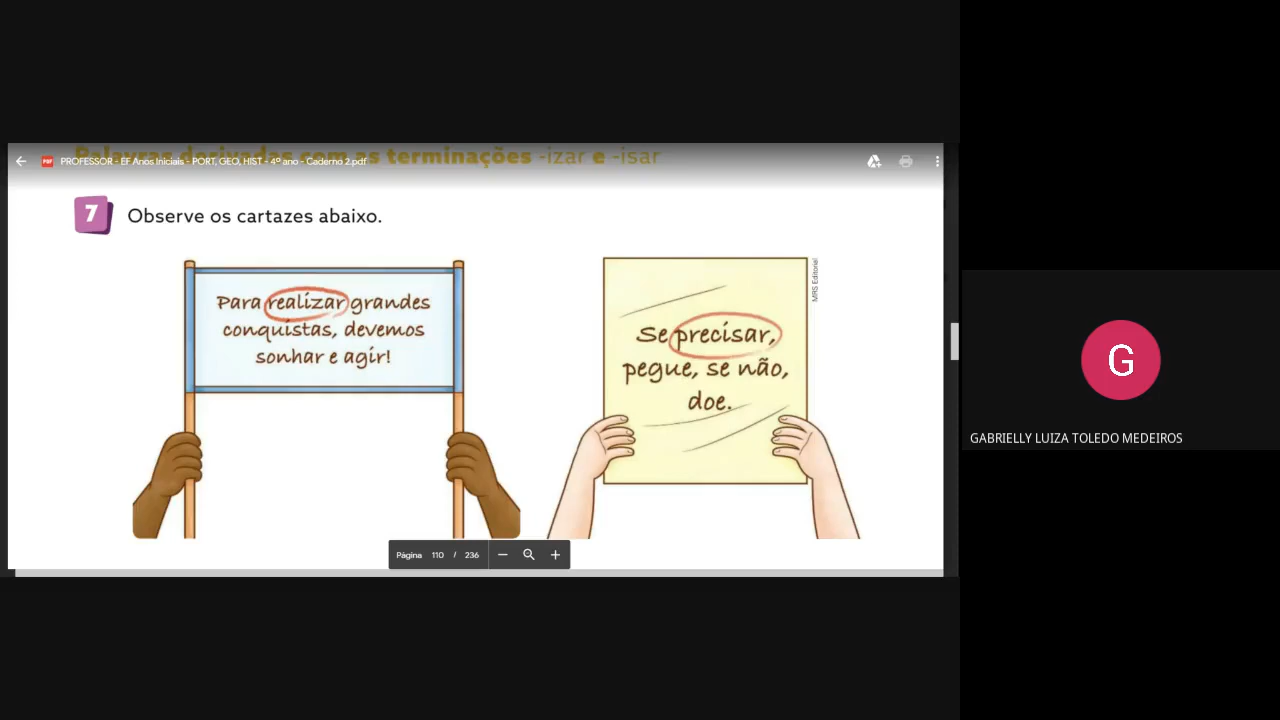 Palavras derivadas com as terminações -izar e -isar
PROFESSOR - EF Anos Iniciais - PORT, GEO, HIST - 4º ano - Caderno 2.pdf
7 Observe os cartazes abaixo.
Para realizar grandes
conquistas, devemos
sonhar e agir!
Se precisar,
pegue, se não,
doe.
MRS Editorial
Página 110 / 236
G
GABRIELLY LUIZA TOLEDO MEDEIROS